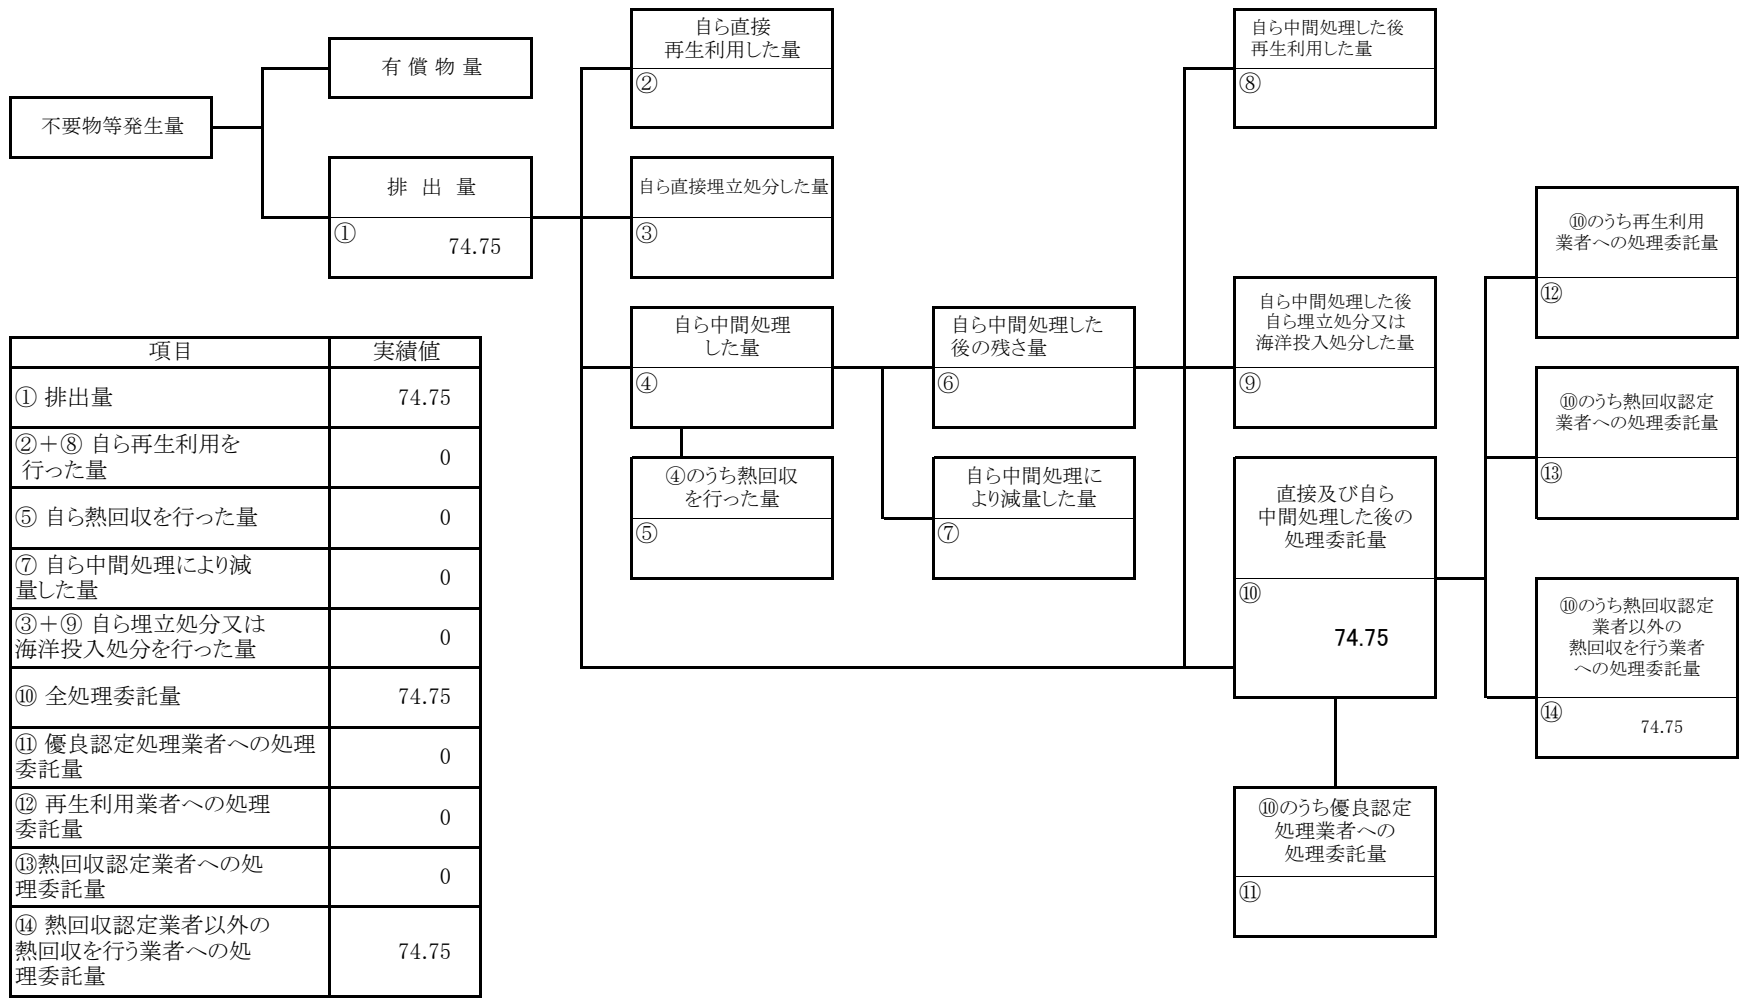 自ら直接
再生利用した量
②
自ら中間処理した後
再生利用した量
⑧
有償物量
不要物等発生量
排出量
①
74.75
自ら直接埋立処分した量
③
⑩のうち再生利用
業者への処理委託量
⑫
自ら中間処理
した量
④
自ら中間処理した
後の残さ量
⑥
自ら中間処理した後
自ら埋立処分又は
海洋投入処分した量
⑨
⑩のうち熱回収認定
業者への処理委託量
⑬
④のうち熱回収
を行った量
⑤
自ら中間処理に
より減量した量
⑦
直接及び自ら
中間処理した後の
処理委託量
⑩
74.75
⑩のうち熱回収認定
業者以外の
熱回収を行う業者
への処理委託量
⑭
74.75
⑩のうち優良認定
処理業者への
処理委託量
⑪
項目 実績値
① 排出量 74.75
②+⑧ 自ら再生利用を
行った量 0
⑤ 自ら熱回収を行った量 0
⑦ 自ら中間処理により減
量した量 0
③+⑨ 自ら埋立処分又は
海洋投入処分を行った量 0
⑩ 全処理委託量 74.75
⑪ 優良認定処理業者への処理
委託量 0
⑫ 再生利用業者への処理
委託量 0
⑬熱回収認定業者への処
理委託量 0
⑭ 熱回収認定業者以外の
熱回収を行う業者への処 74.75
理委託量